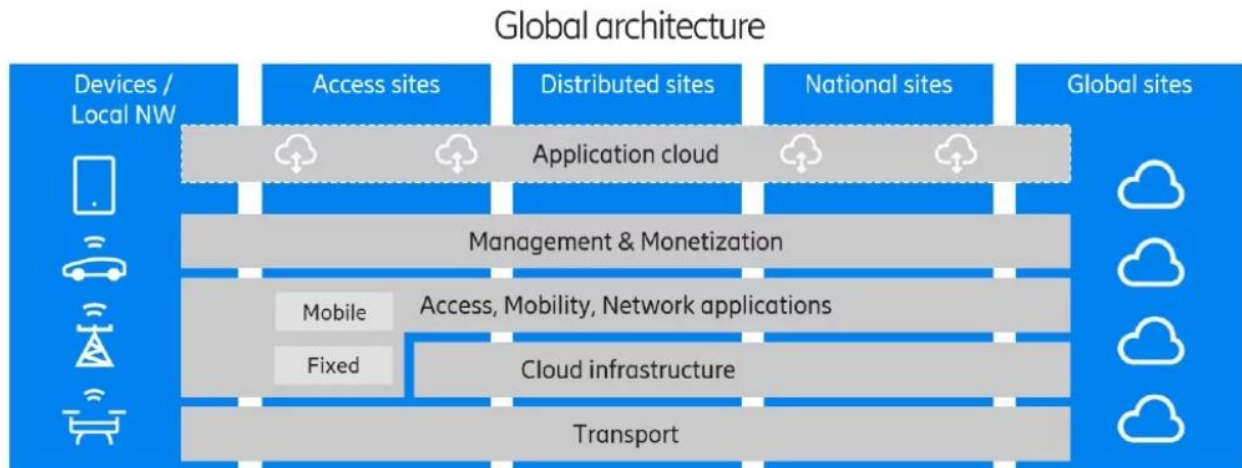 Global architecture
Devices /
Local NW
Access sites
Distributed sites
National sites
Global sites
Application cloud
Management & Monetization
Mobile
Access, Mobility, Network applications
Fixed
Cloud infrastructure
Transport